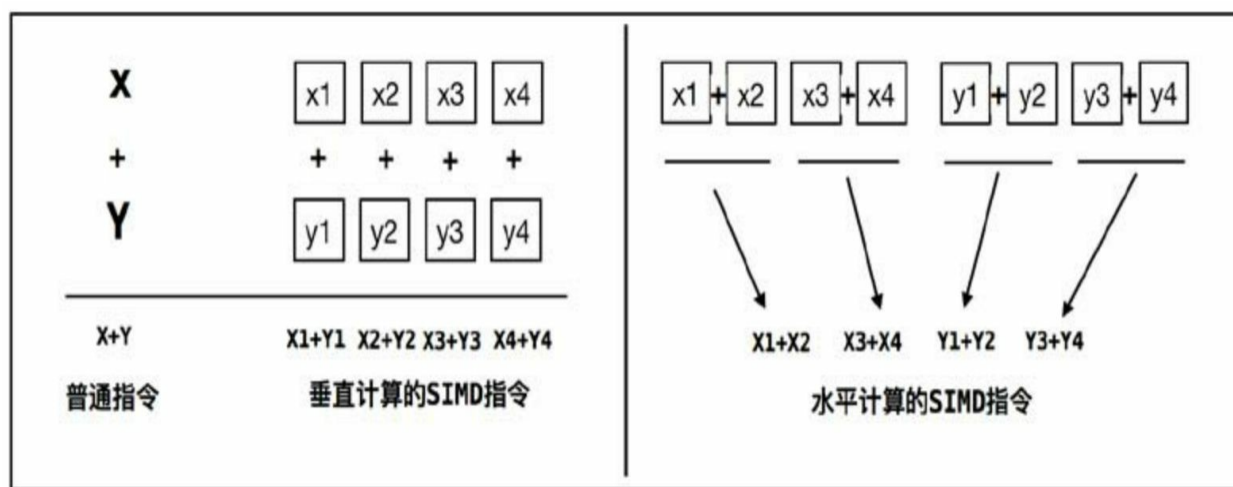 X x1 x2 x3 x4
+ + + + +
Y y1 y2 y3 y4
X+Y X1+Y1 X2+Y2 X3+Y3 X4+Y4
普通指令 垂直计算的SIMD指令
x1 + x2 x3 + x4 y1 + y2 y3 + y4
X1+X2 X3+X4 Y1+Y2 Y3+Y4
水平计算的SIMD指令